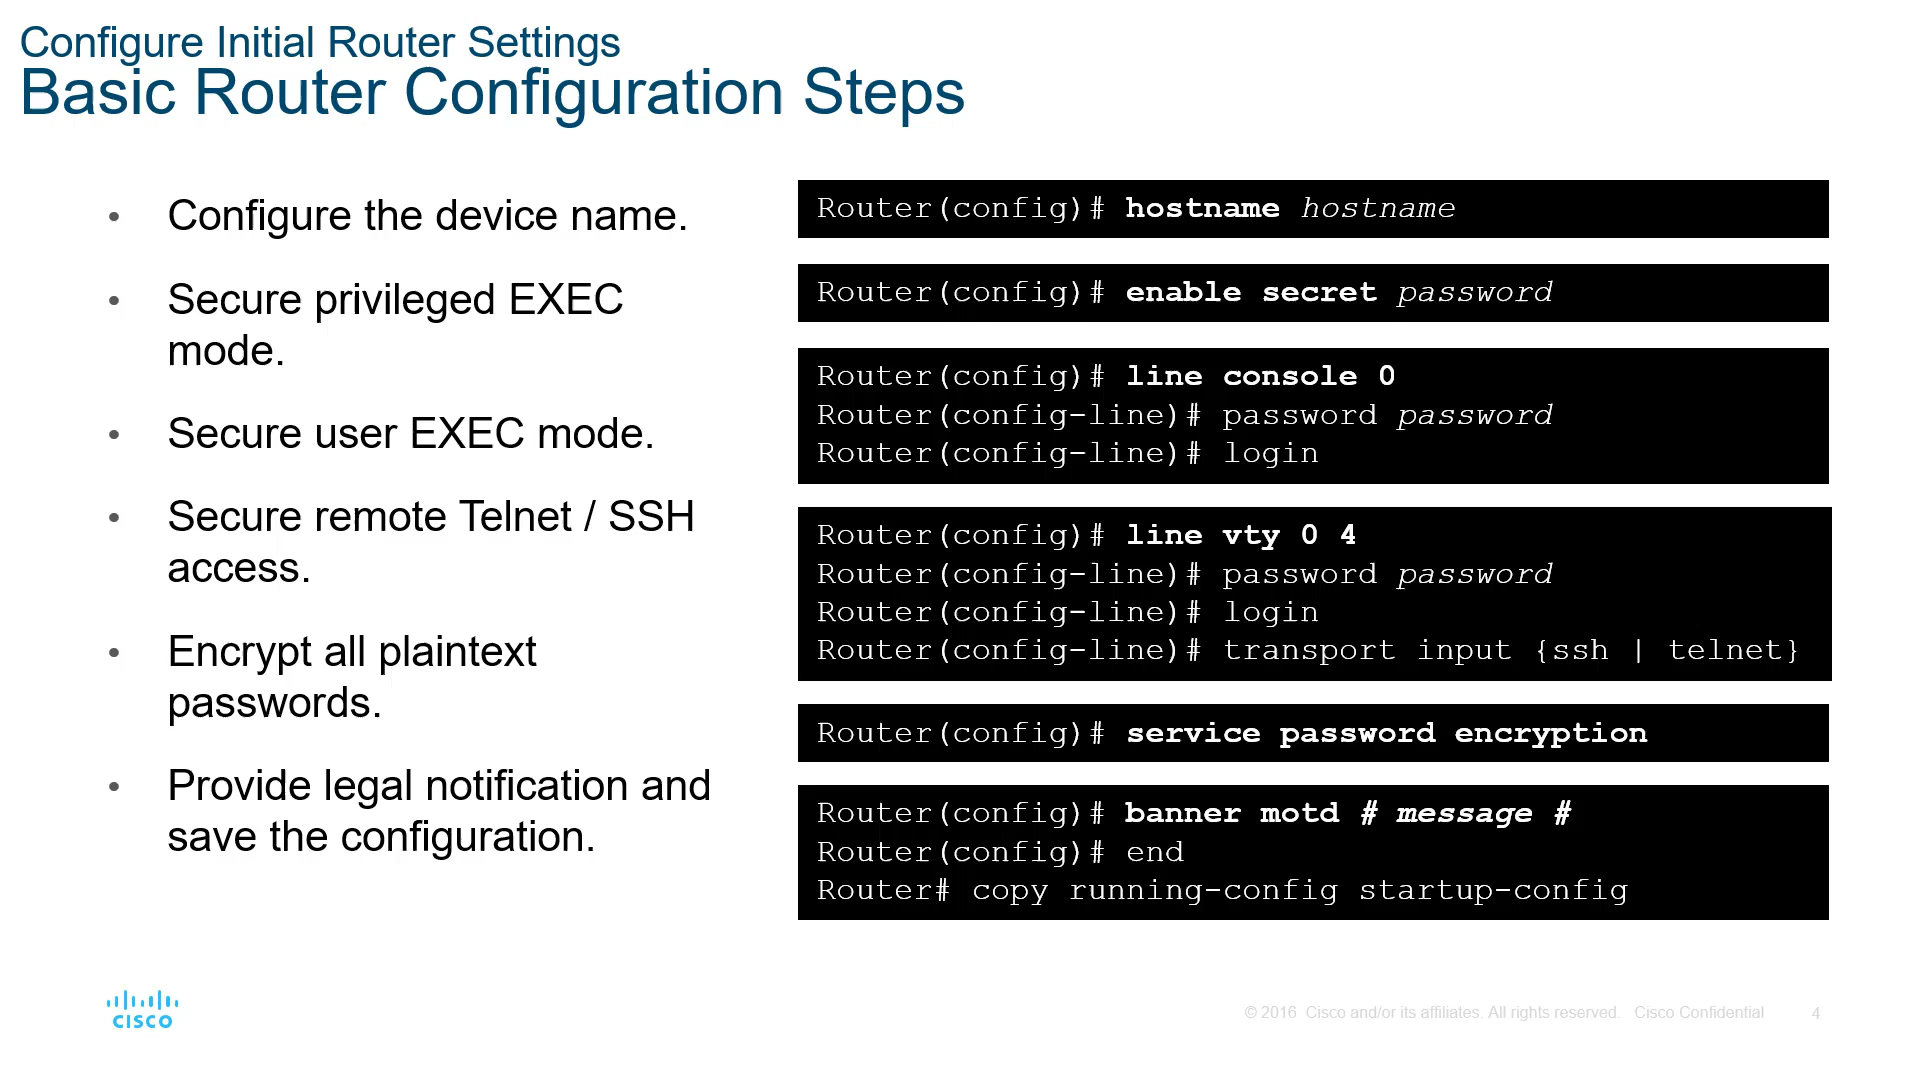 Configure Initial Router Settings
Basic Router Configuration Steps
• Configure the device name.
• Secure privileged EXEC
mode.
• Secure user EXEC mode.
• Secure remote Telnet / SSH
access.
• Encrypt all plaintext
passwords.
• Provide legal notification and
save the configuration.
Router(config)# hostname hostname
Router(config)# enable secret password
Router(config)# line console 0
Router(config-line)# password password
Router(config-line)# login
Router(config)# line vty 0 4
Router(config-line)# password password
Router(config-line)# login
Router(config-line)# transport input {ssh | telnet}
Router(config)# service password encryption
Router(config)# banner motd # message #
Router(config)# end
Router# copy running-config startup-config
CISCO
© 2016 Cisco and/or its affiliates. All rights reserved. Cisco Confidential 4